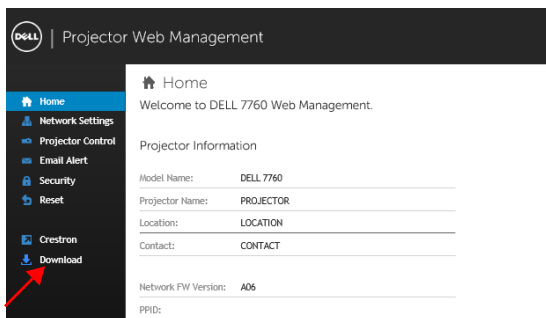 DELL | Projector Web Management
Home
Welcome to DELL 7760 Web Management.
Home
Network Settings
Projector Control
Email Alert
Security
Reset
Crestron
Download
Projector Information
Model Name: DELL 7760
Projector Name: PROJECTOR
Location: LOCATION
Contact: CONTACT
Network FW Version: A06
PPID: